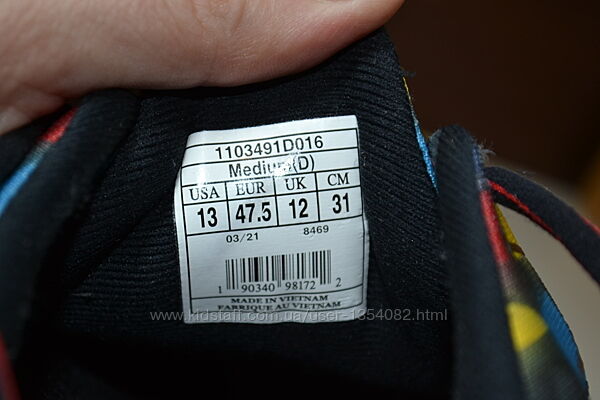 1103491D016
Medium(D)
USA EUR UK CM
13 47.5 12 31
03/21 8469
1 90340 98172 2
MADE IN VIETNAM
FABRIQUE AU VIETNAM
www.kidstaff.com.ua/user-1354082.html